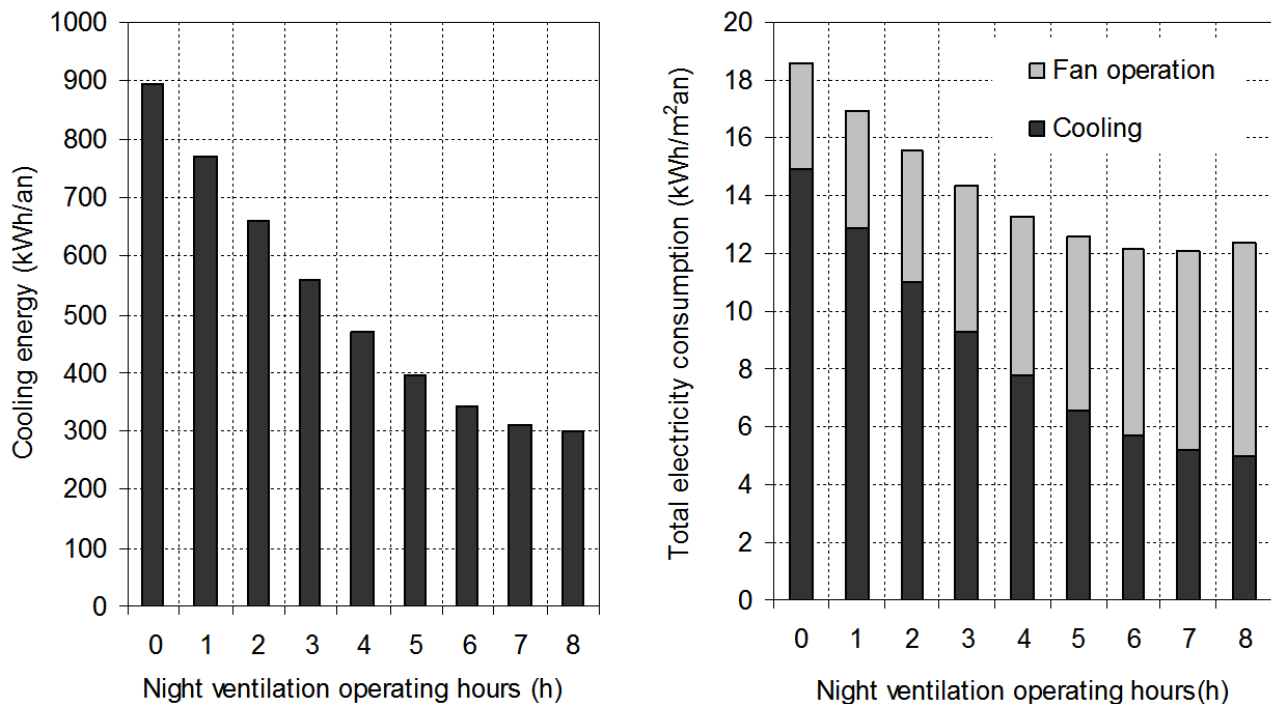 Cooling energy (kWh/an)
1000
900
800
700
600
500
400
300
200
100
0
0 1 2 3 4 5 6 7 8
Night ventilation operating hours (h)
Total electricity consumption (kWh/m²an)
20
18
16
14
12
10
8
6
4
2
0
Fan operation
Cooling
0 1 2 3 4 5 6 7 8
Night ventilation operating hours(h)